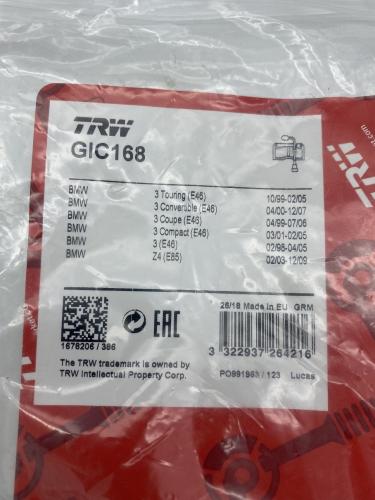 TRW
GIC168
BMW 3 Touring (E46) 10/99-02/05
BMW 3 Convertible (E46) 04/00-12/07
BMW 3 Coupe (E46) 04/99-07/06
BMW 3 Compact (E46) 03/01-02/05
BMW 3 (E46) 02/98-04/05
BMW Z4 (E85) 02/03-12/09
1678206 / 386
CE EAC
26/18 Made in EU GRM
3 322937 264216
The TRW trademark is owned by
TRW Intellectual Property Corp.
PO991963 / 123 Lucas
TRW